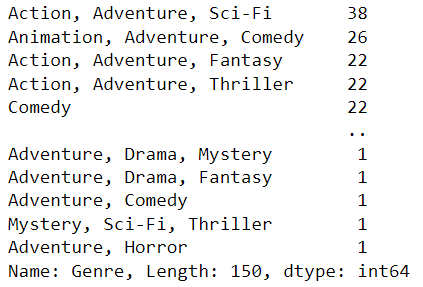 Action, Adventure, Sci-Fi 38
Animation, Adventure, Comedy 26
Action, Adventure, Fantasy 22
Action, Adventure, Thriller 22
Comedy 22
..
Adventure, Drama, Mystery 1
Adventure, Drama, Fantasy 1
Adventure, Comedy 1
Mystery, Sci-Fi, Thriller 1
Adventure, Horror 1
Name: Genre, Length: 150, dtype: int64